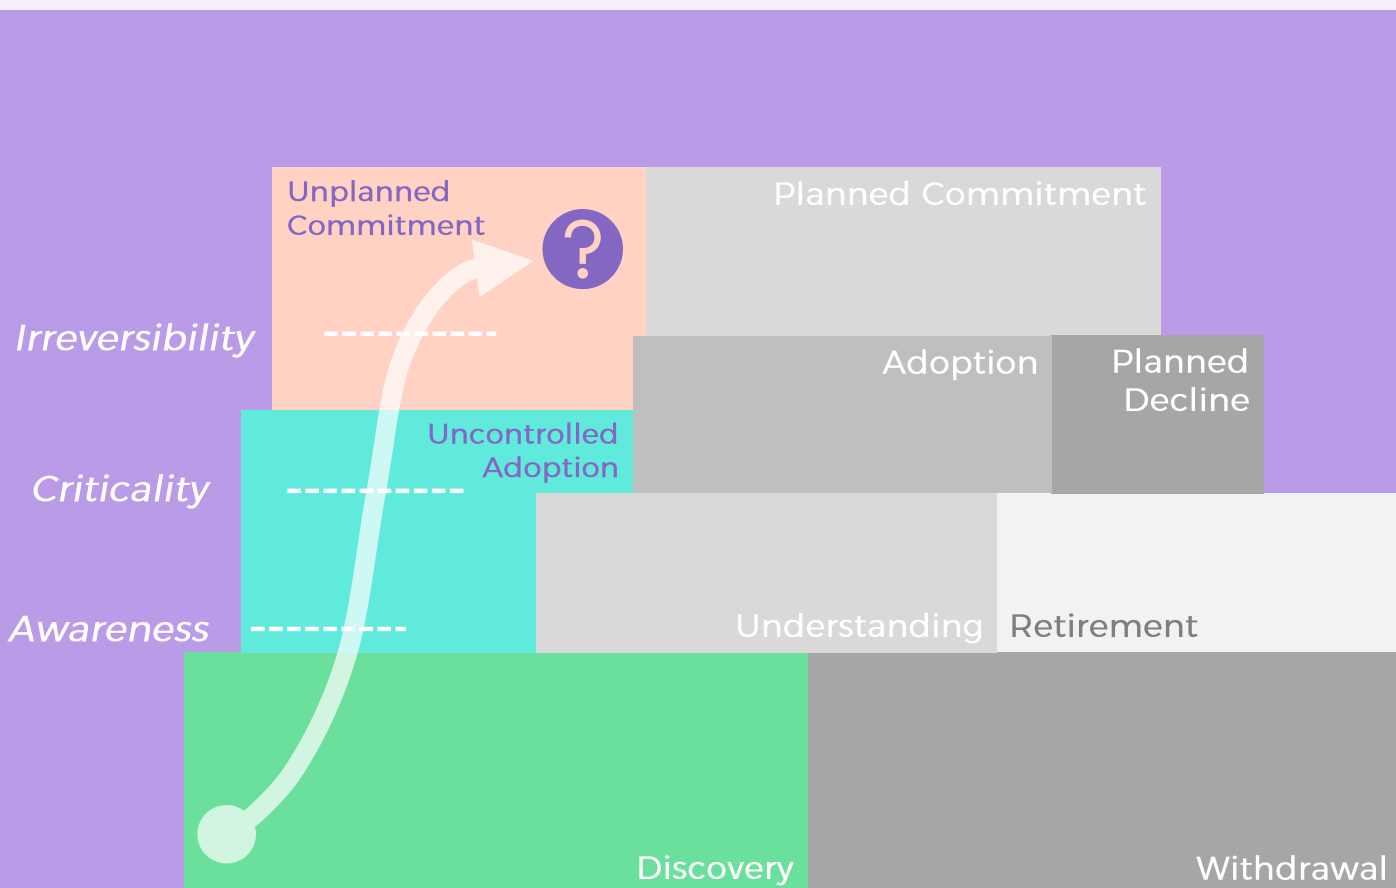 Unplanned
Commitment
?
Planned Commitment
Irreversibility
Adoption
Planned
Decline
Uncontrolled
Adoption
Criticality
Awareness
Understanding
Retirement
Discovery
Withdrawal